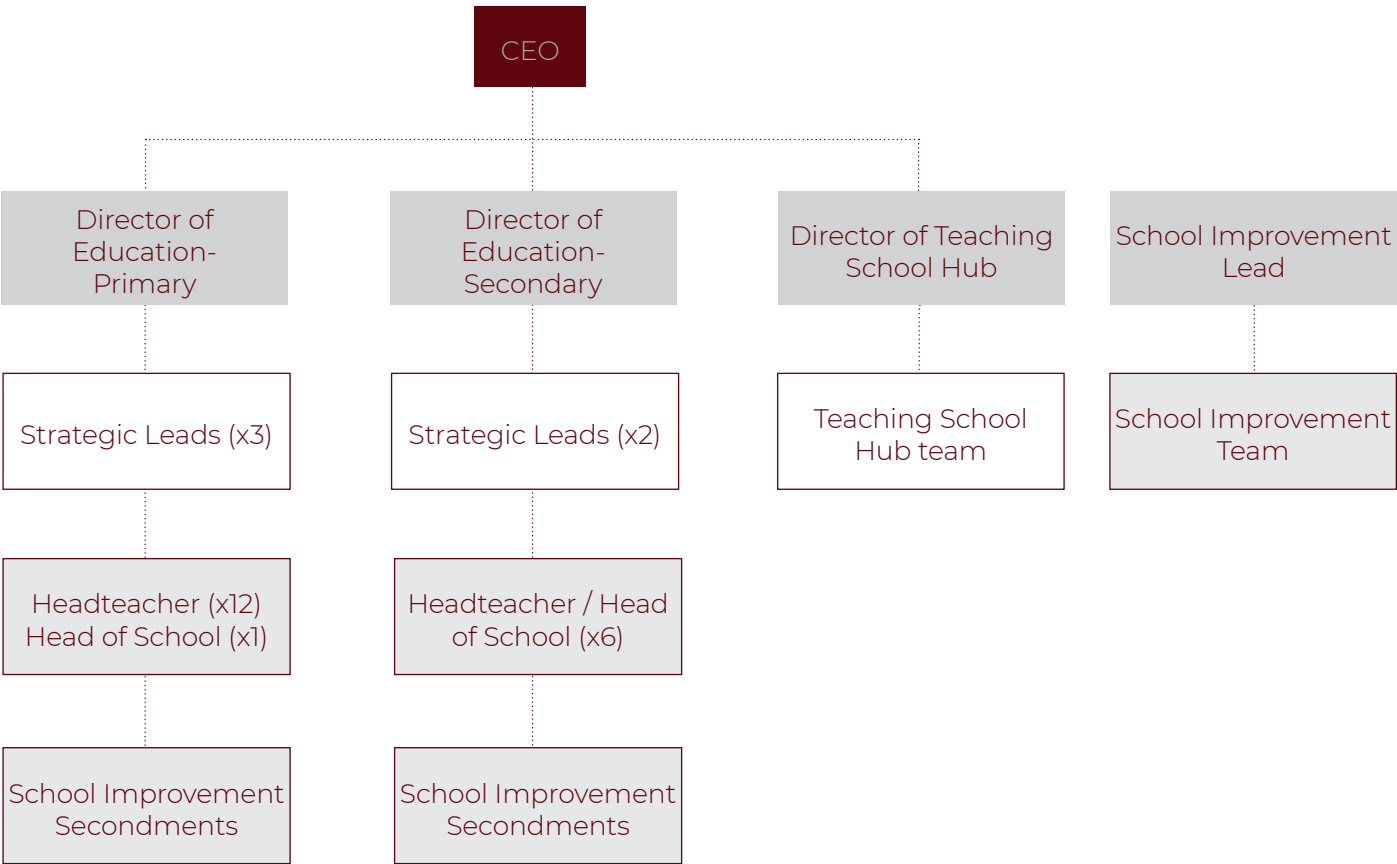 CEO
Director of
Education-
Primary
Director of
Education-
Secondary
Director of Teaching
School Hub
School Improvement
Lead
Strategic Leads (x3)
Strategic Leads (x2)
Teaching School
Hub team
School Improvement
Team
Headteacher (x12)
Head of School (x1)
Headteacher / Head
of School (x6)
School Improvement
Secondments
School Improvement
Secondments